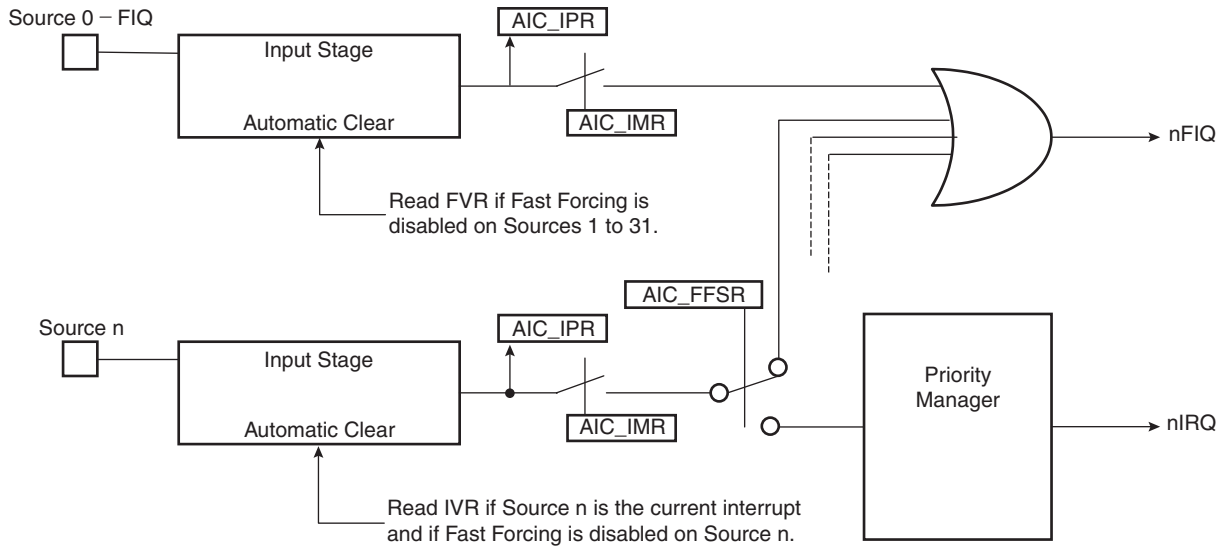 Source 0 – FIQ
AIC_IPR
Input Stage
Automatic Clear
AIC_IMR
nFIQ
Read FVR if Fast Forcing is
disabled on Sources 1 to 31.
AIC_FFSR
Source n
AIC_IPR
Input Stage
Automatic Clear
AIC_IMR
Priority
Manager
nIRQ
Read IVR if Source n is the current interrupt
and if Fast Forcing is disabled on Source n.